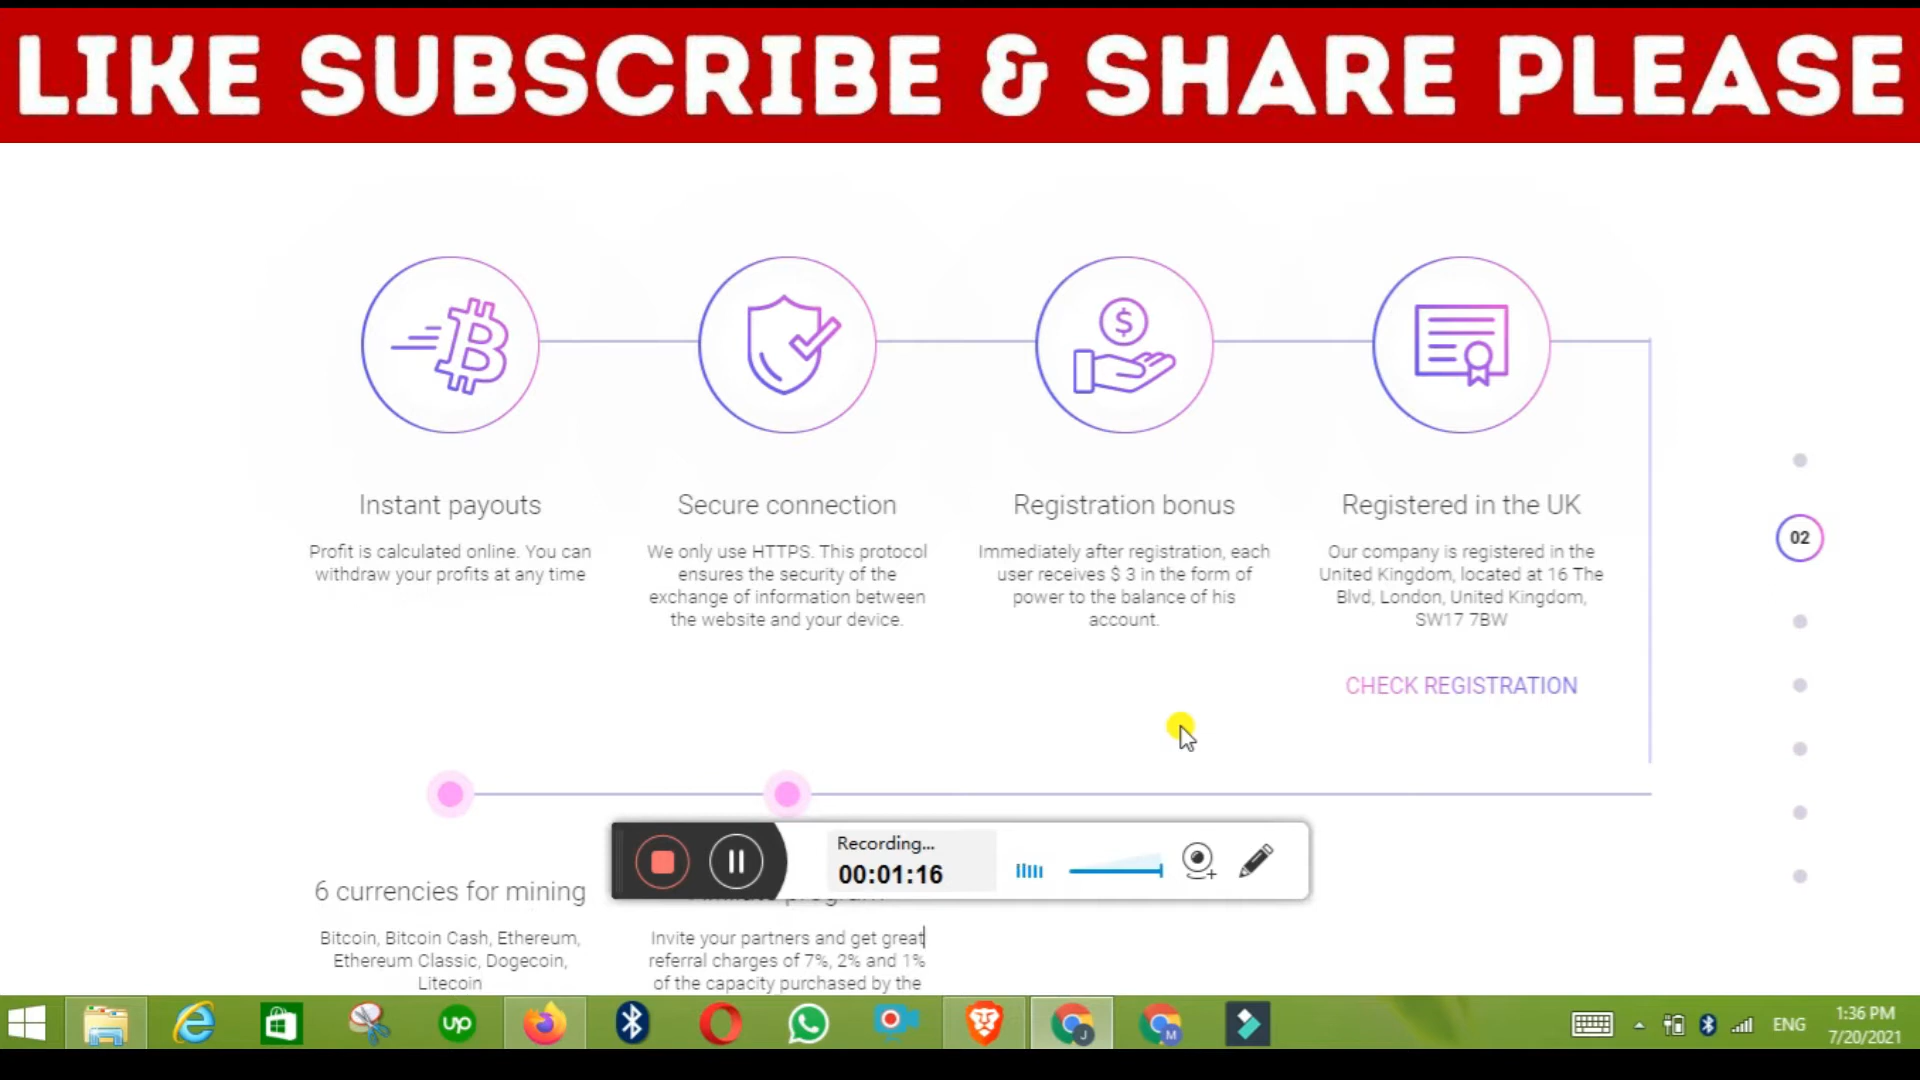 LIKE SUBSCRIBE & SHARE PLEASE
Instant payouts
Profit is calculated online. You can
withdraw your profits at any time
Secure connection
We only use HTTPS. This protocol
ensures the security of the
exchange of information between
the website and your device.
Registration bonus
Immediately after registration, each
user receives $ 3 in the form of
power to the balance of his
account.
Registered in the UK
Our company is registered in the
United Kingdom, located at 16 The
Blvd, London, United Kingdom,
SW17 7BW
CHECK REGISTRATION
02
Recording...
00:01:16
6 currencies for mining
Bitcoin, Bitcoin Cash, Ethereum,
Ethereum Classic, Dogecoin,
Litecoin
Invite your partners and get great
referral charges of 7%, 2% and 1%
of the capacity purchased by the
up
J
M
ENG
1:36 PM
7/20/2021